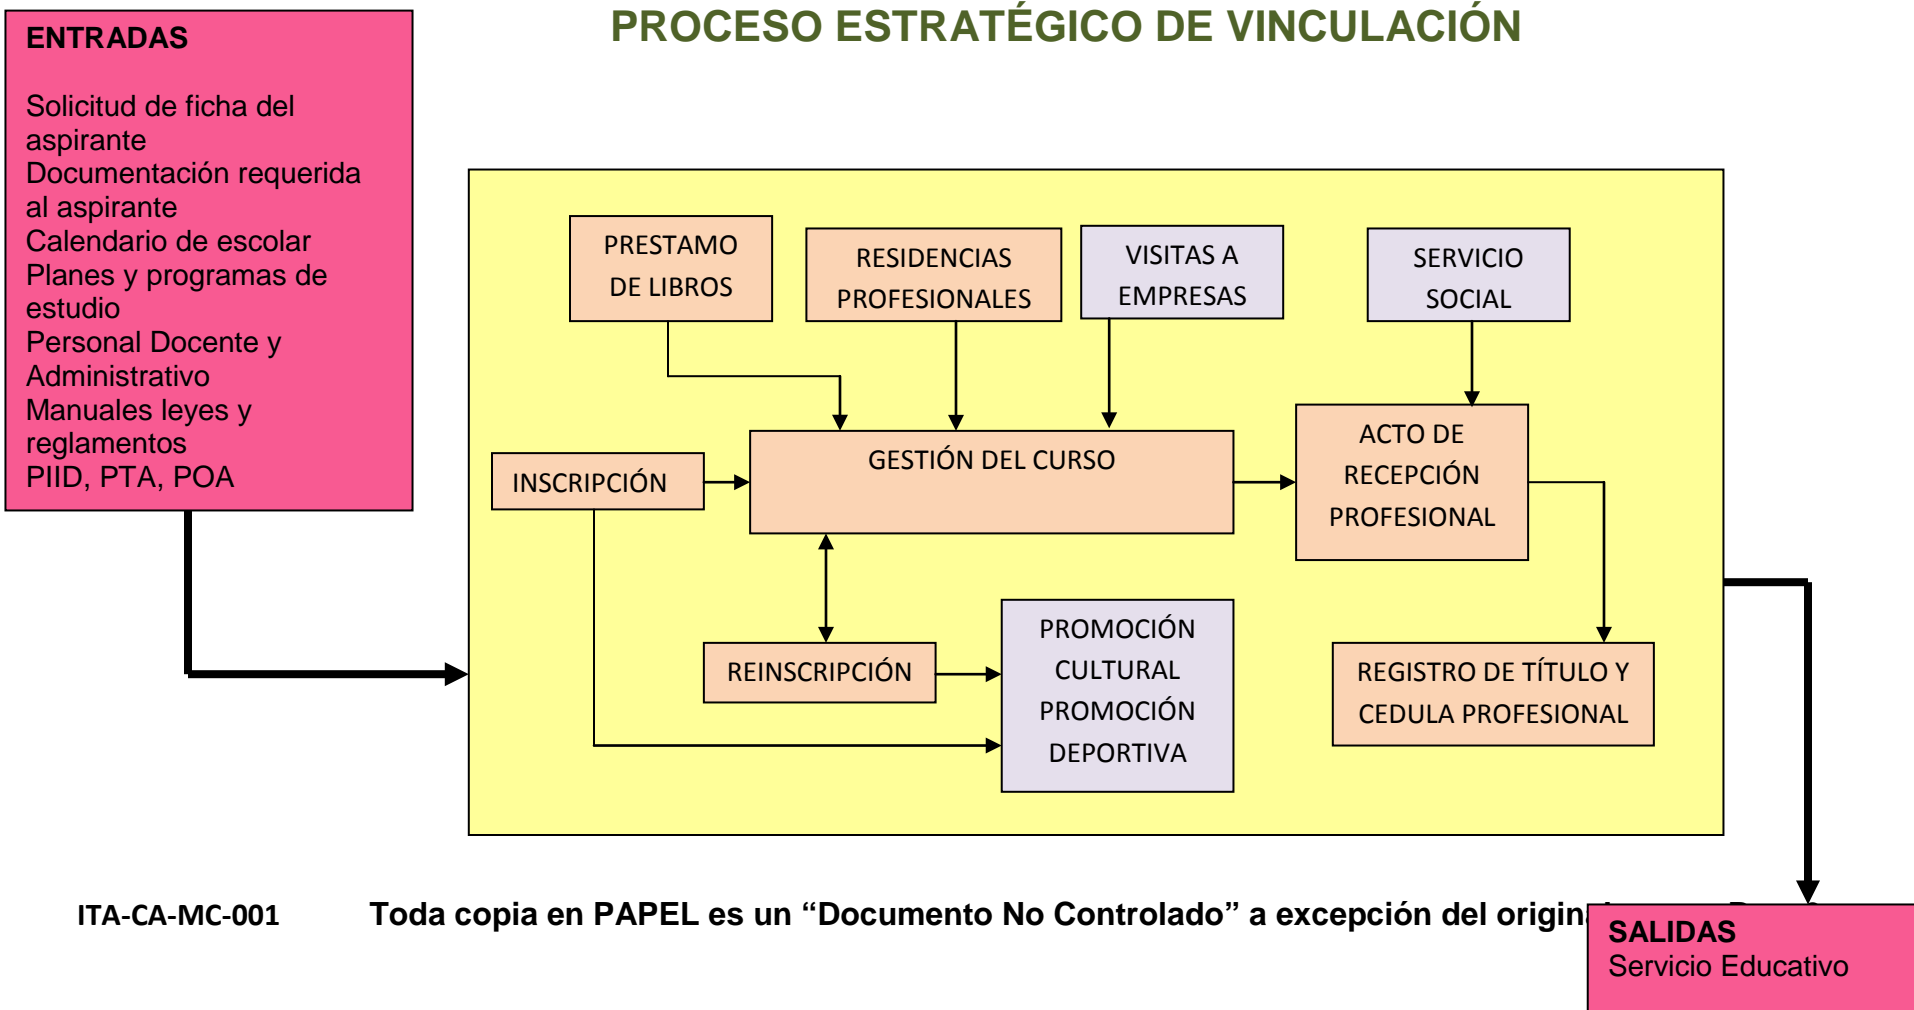 PROCESO ESTRATÉGICO DE VINCULACIÓN
ENTRADAS
Solicitud de ficha del
aspirante
Documentación requerida
al aspirante
Calendario de escolar
Planes y programas de
estudio
Personal Docente y
Administrativo
Manuales leyes y
reglamentos
PIID, PTA, POA
PRESTAMO
DE LIBROS
RESIDENCIAS
PROFESIONALES
VISITAS A
EMPRESAS
SERVICIO
SOCIAL
INSCRIPCIÓN
GESTIÓN DEL CURSO
ACTO DE
RECEPCIÓN
PROFESIONAL
REINSCRIPCIÓN
PROMOCIÓN
CULTURAL
PROMOCIÓN
DEPORTIVA
REGISTRO DE TÍTULO Y
CEDULA PROFESIONAL
ITA-CA-MC-001 Toda copia en PAPEL es un “Documento No Controlado” a excepción del
SALIDAS
Servicio Educativo